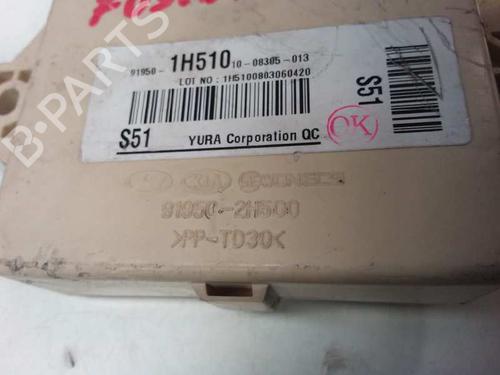 91950- 1H510 10-08305-013
LOT NO : 1H5100803060420
S51 YURA Corporation QC
S51
OK
KIA
91950-2H500
>PP-TD30<
B-PARTS